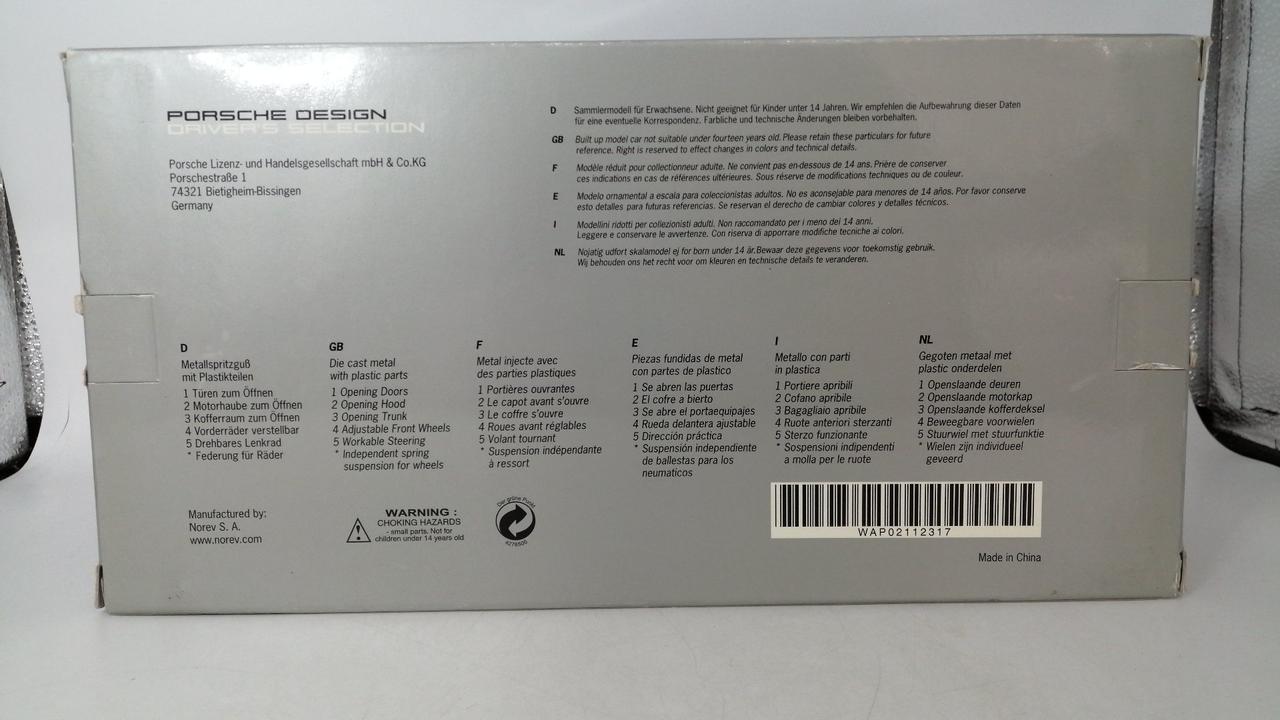 PORSCHE DESIGN
DRIVER'S SELECTION
Porsche Lizenz- und Handelsgesellschaft mbH & Co.KG
Porschestraße 1
74321 Bietigheim-Bissingen
Germany
D Sammlermodell für Erwachsene. Nicht geeignet für Kinder unter 14 Jahren. Wir empfehlen die Aufbewahrung dieser Daten
für eine eventuelle Korrespondenz. Farbliche und technische Änderungen bleiben vorbehalten.
GB Built up model car not suitable under fourteen years old. Please retain these particulars for future
reference. Right is reserved to effect changes in colors and technical details.
F Modèle réduit pour collectionneur adulte. Ne convient pas en-dessous de 14 ans. Prière de conserver
ces indications en cas de références ultérieures. Sous réserve de modifications techniques ou de couleur.
E Modelo ornamental a escala para coleccionistas adultos. No es aconsejable para menores de 14 años. Por favor conserve
esto detalles para futuras referencias. Se reservan el derecho de cambiar colores y detalles técnicos.
I Modellini ridotti per collezionisti adulti. Non raccomandato per i meno dei 14 anni.
Leggere e conservare le avvertenze. Con riserva di apporrare modifiche tecniche ai colori.
NL Nojatig udfort skalamodel ej for born under 14 år.Bewaar deze gegevens voor toekomstig gebruik.
Wij behouden ons het recht voor om kleuren en technische details te veranderen.
D
Metallspritzguß
mit Plastikteilen
1 Türen zum Öffnen
2 Motorhaube zum Öffnen
3 Kofferraum zum Öffnen
4 Vorderräder verstellbar
5 Drehbares Lenkrad
* Federung für Räder
GB
Die cast metal
with plastic parts
1 Opening Doors
2 Opening Hood
3 Opening Trunk
4 Adjustable Front Wheels
5 Workable Steering
* Independent spring
suspension for wheels
F
Metal injecte avec
des parties plastiques
1 Portières ouvrantes
2 Le capot avant s'ouvre
3 Le coffre s'ouvre
4 Roues avant réglables
5 Volant tournant
* Suspension indépendante
à ressort
E
Piezas fundidas de metal
con partes de plastico
1 Se abren las puertas
2 El cofre a bierto
3 Se abre el portaequipajes
4 Rueda delantera ajustable
5 Dirección práctica
* Suspensión independiente
de ballestas para los
neumaticos
I
Metallo con parti
in plastica
1 Portiere apribili
2 Cofano apribile
3 Bagagliaio apribile
4 Ruote anteriori sterzanti
5 Sterzo funzionante
* Sospensioni indipendenti
a molla per le ruote
NL
Gegoten metaal met
plastic onderdelen
1 Openslaande deuren
2 Openslaande motorkap
3 Openslaande kofferdeksel
4 Beweegbare voorwielen
5 Stuurwiel met stuurfunktie
* Wielen zijn individueel
geveerd
Manufactured by:
Norev S. A.
www.norev.com
WARNING :
CHOKING HAZARDS
- small parts. Not for
children under 14 years old
Der grüne Punkt
4276500
WAP02112317
Made in China